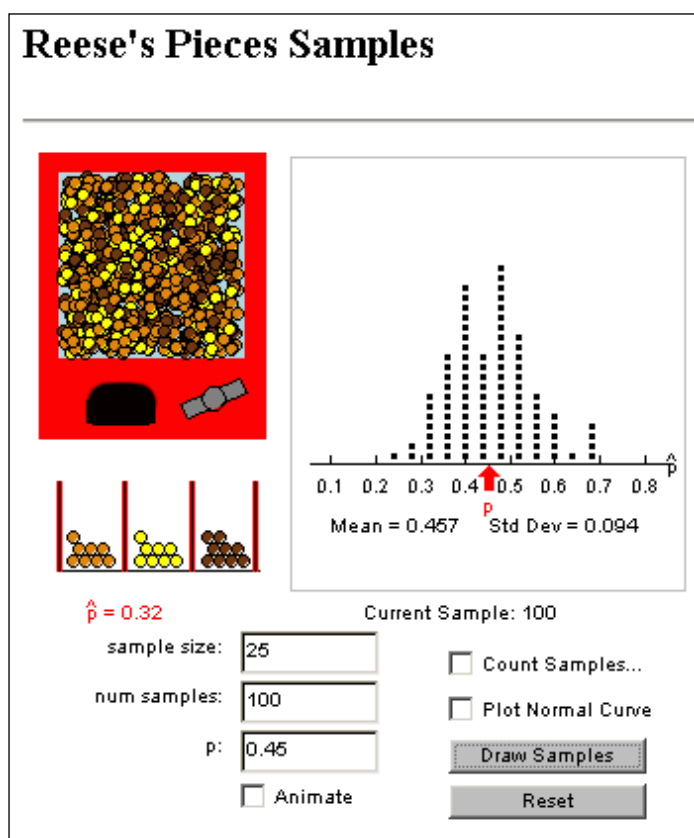 Reese's Pieces Samples
p̂
0.1 0.2 0.3 0.4 0.5 0.6 0.7 0.8
p
Mean = 0.457 Std Dev = 0.094
p̂ = 0.32 Current Sample: 100
sample size: 25
Count Samples...
num samples: 100
Plot Normal Curve
p: 0.45
Draw Samples
Animate
Reset